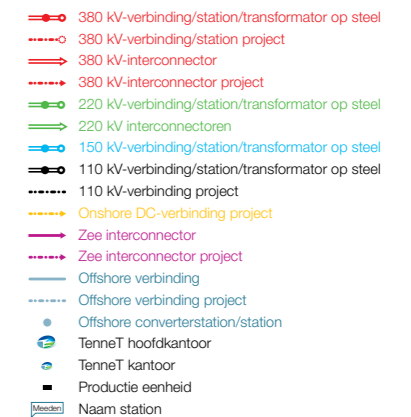 380 kV-verbinding/station/transformator op steel
380 kV-verbinding/station project
380 kV-interconnector
380 kV-interconnector project
220 kV-verbinding/station/transformator op steel
220 kV interconnectoren
150 kV-verbinding/station/transformator op steel
110 kV-verbinding/station/transformator op steel
110 kV-verbinding project
Onshore DC-verbinding project
Zee interconnector
Zee interconnector project
Offshore verbinding
Offshore verbinding project
Offshore converterstation/station
TenneT hoofdkantoor
TenneT kantoor
Productie eenheid
Meeden Naam station